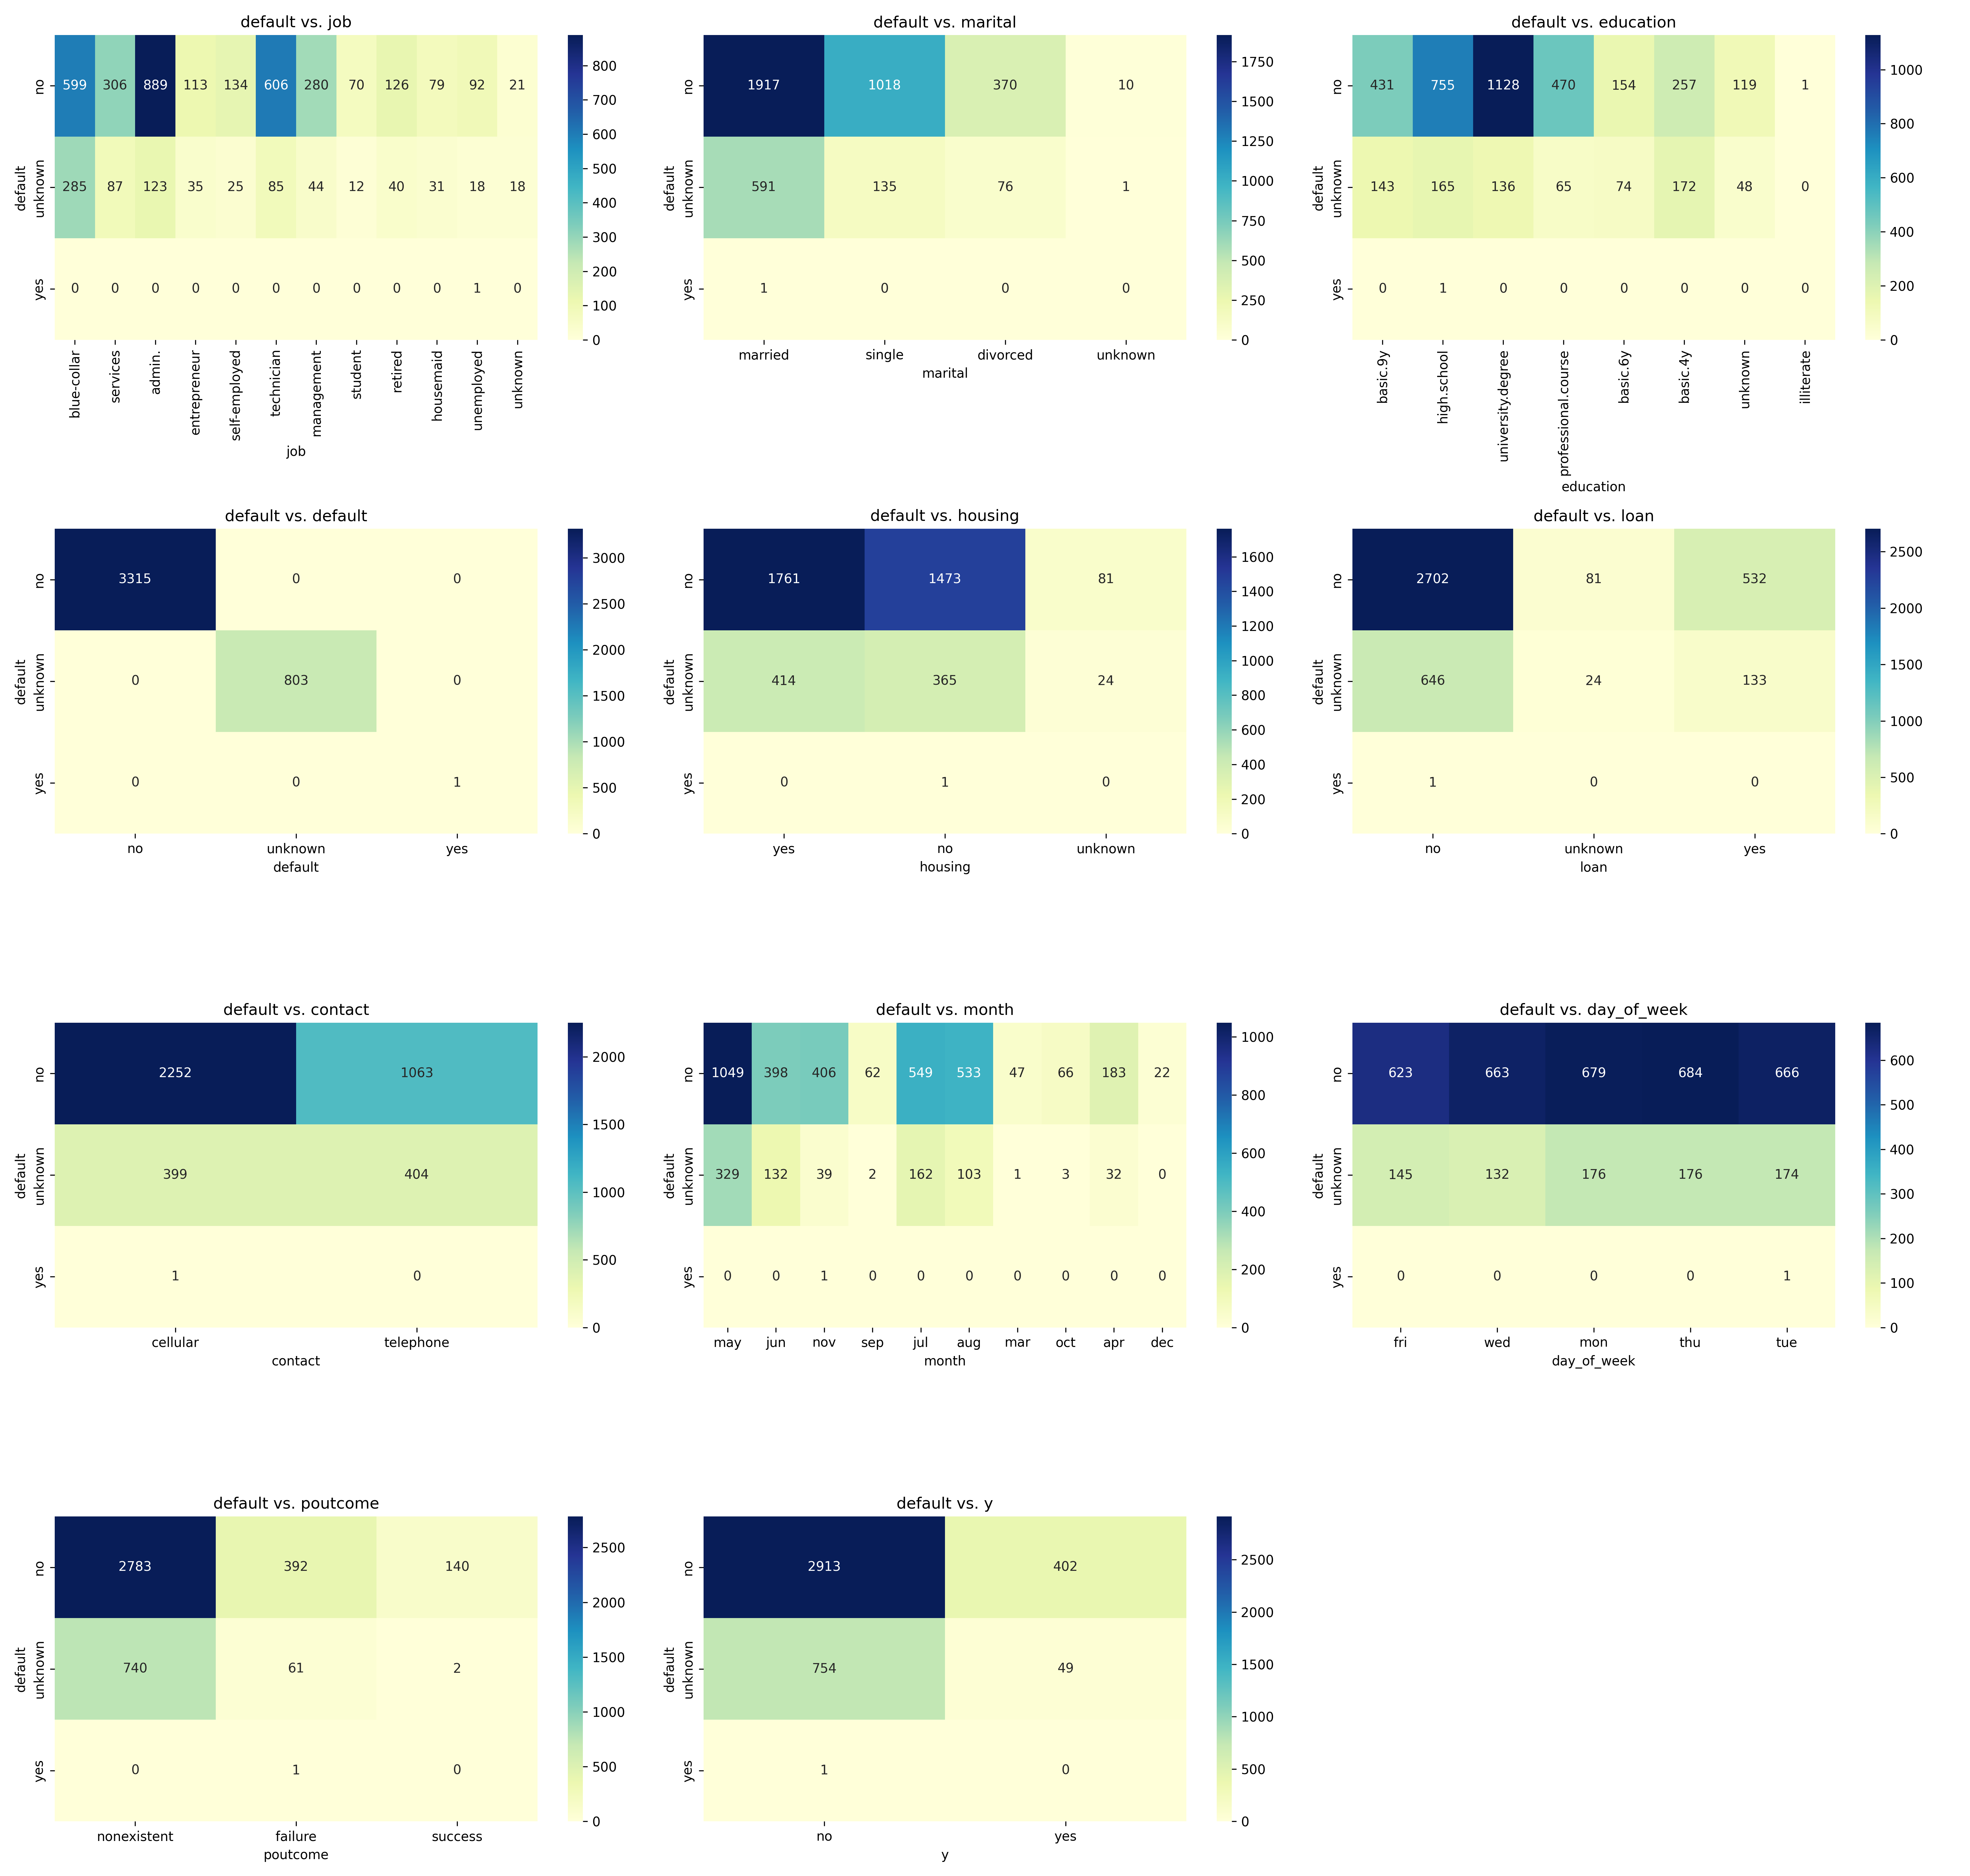 default vs. job
no 599 306 889 113 134 606 280 70 126 79 92 21
unknown 285 87 123 35 25 85 44 12 40 31 18 18
yes 0 0 0 0 0 0 0 0 0 0 1 0
default
blue-collar services admin. entrepreneur self-employed technician management student retired housemaid unemployed unknown
job
800
700
600
500
400
300
200
100
0
default vs. marital
no 1917 1018 370 10
unknown 591 135 76 1
yes 1 0 0 0
default
married single divorced unknown
marital
1750
1500
1250
1000
750
500
250
0
default vs. education
no 431 755 1128 470 154 257 119 1
unknown 143 165 136 65 74 172 48 0
yes 0 1 0 0 0 0 0 0
default
basic.9y high.school university.degree professional.course basic.6y basic.4y unknown illiterate
education
1000
800
600
400
200
0
default vs. default
no 3315 0 0
unknown 0 803 0
yes 0 0 1
default
no unknown yes
default
3000
2500
2000
1500
1000
500
0
default vs. housing
no 1761 1473 81
unknown 414 365 24
yes 0 1 0
default
yes no unknown
housing
1600
1400
1200
1000
800
600
400
200
0
default vs. loan
no 2702 81 532
unknown 646 24 133
yes 1 0 0
default
no unknown yes
loan
2500
2000
1500
1000
500
0
default vs. contact
no 2252 1063
unknown 399 404
yes 1 0
default
cellular telephone
contact
2000
1500
1000
500
0
default vs. month
no 1049 398 406 62 549 533 47 66 183 22
unknown 329 132 39 2 162 103 1 3 32 0
yes 0 0 1 0 0 0 0 0 0 0
default
may jun nov sep jul aug mar oct apr dec
month
1000
800
600
400
200
0
default vs. day_of_week
no 623 663 679 684 666
unknown 145 132 176 176 174
yes 0 0 0 0 1
default
fri wed mon thu tue
day_of_week
600
500
400
300
200
100
0
default vs. poutcome
no 2783 392 140
unknown 740 61 2
yes 0 1 0
default
nonexistent failure success
poutcome
2500
2000
1500
1000
500
0
default vs. y
no 2913 402
unknown 754 49
yes 1 0
default
no yes
y
2500
2000
1500
1000
500
0